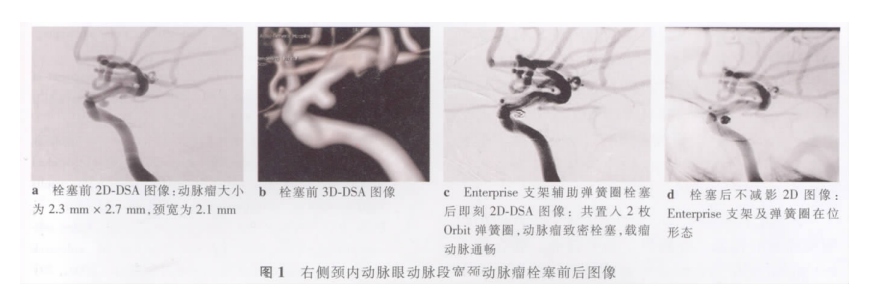 a 栓塞前 2D-DSA 图像:动脉瘤大小
为 2.3 mm × 2.7 mm,颈宽为 2.1 mm
b 栓塞前 3D-DSA 图像
c Enterprise 支架辅助弹簧圈栓塞
后即刻 2D-DSA 图像: 共置入 2 枚
Orbit 弹簧圈,动脉瘤致密栓塞,载瘤
动脉通畅
d 栓塞后不减影 2D 图像:
Enterprise 支架及弹簧圈在位
形态
图 1 右侧颈内动脉眼动脉段宽颈动脉瘤栓塞前后图像